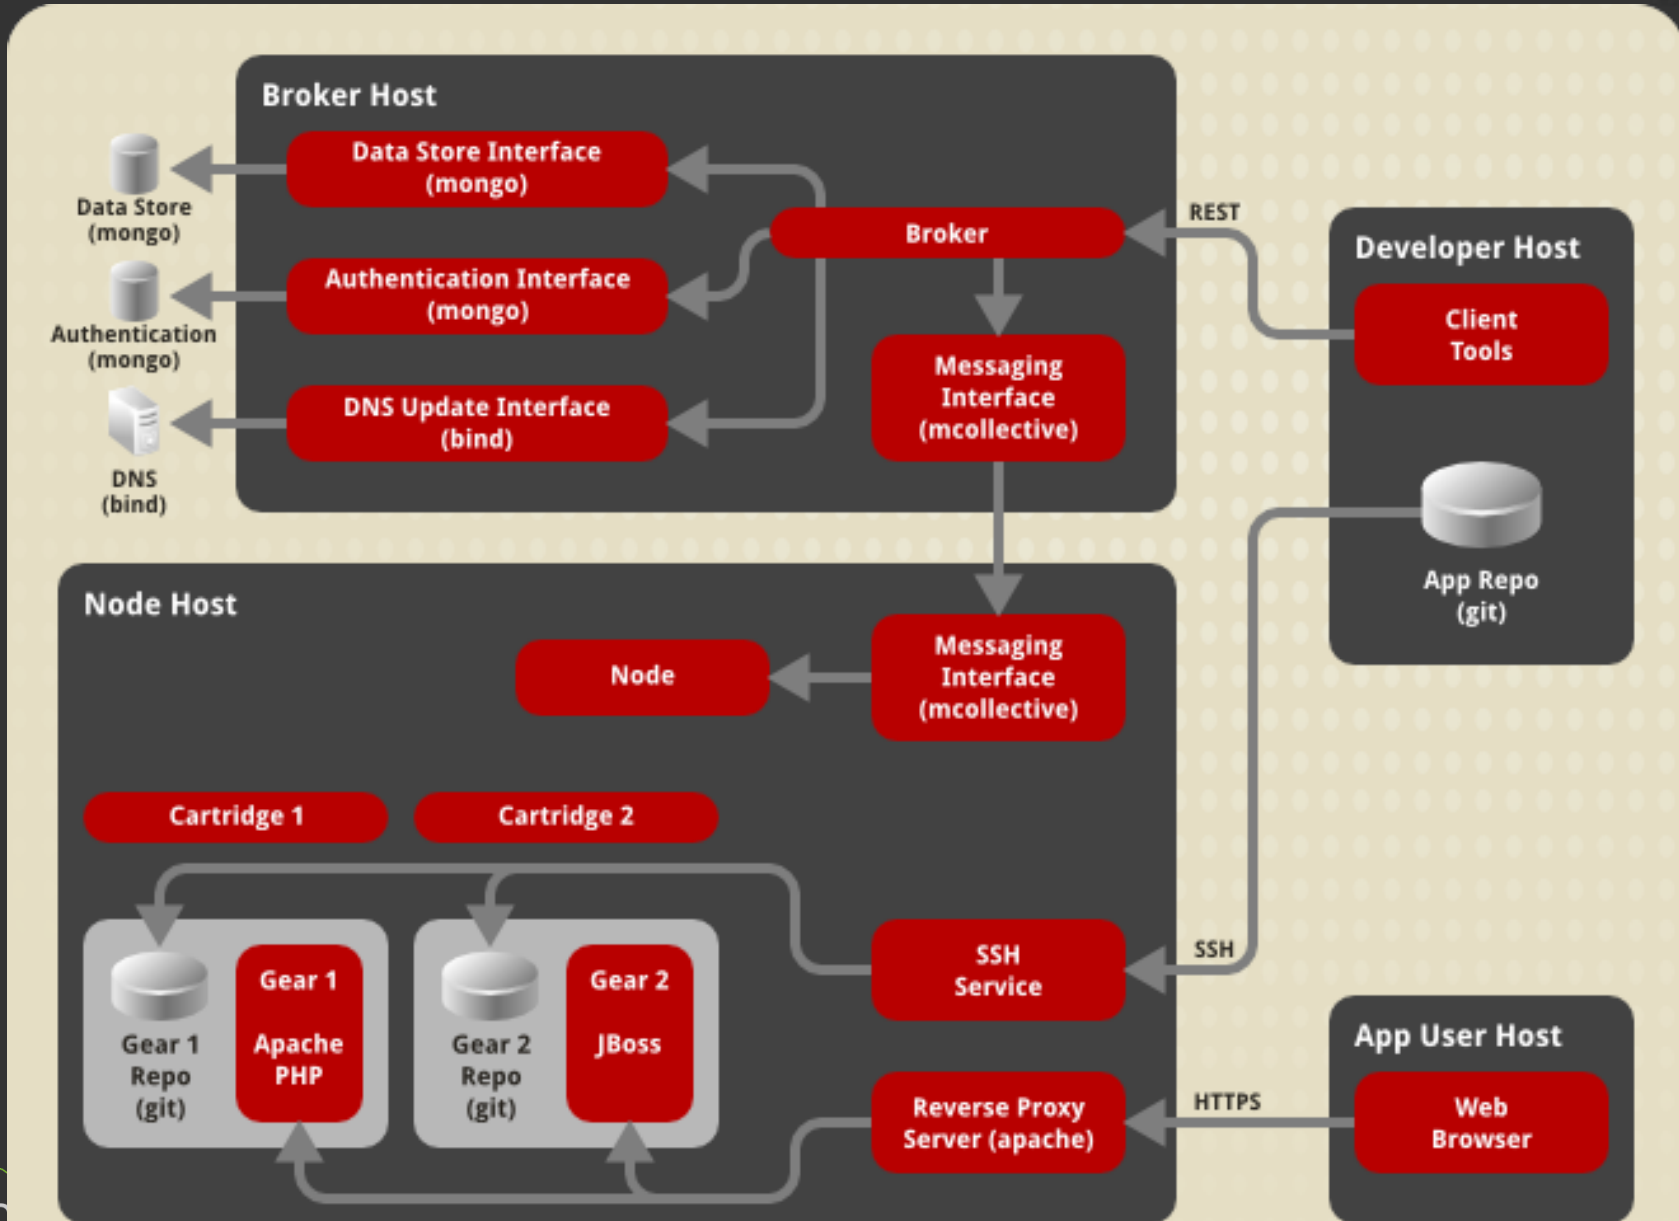 Broker Host
Data Store Interface
(mongo)
Data Store
(mongo)
Broker
REST
Authentication Interface
(mongo)
Authentication
(mongo)
DNS Update Interface
(bind)
DNS
(bind)
Messaging
Interface
(mcollective)
Developer Host
Client
Tools
App Repo
(git)
Node Host
Node
Messaging
Interface
(mcollective)
Cartridge 1
Cartridge 2
Gear 1
Repo
(git)
Gear 1
Apache
PHP
Gear 2
Repo
(git)
Gear 2
JBoss
SSH
Service
SSH
Reverse Proxy
Server (apache)
HTTPS
App User Host
Web
Browser